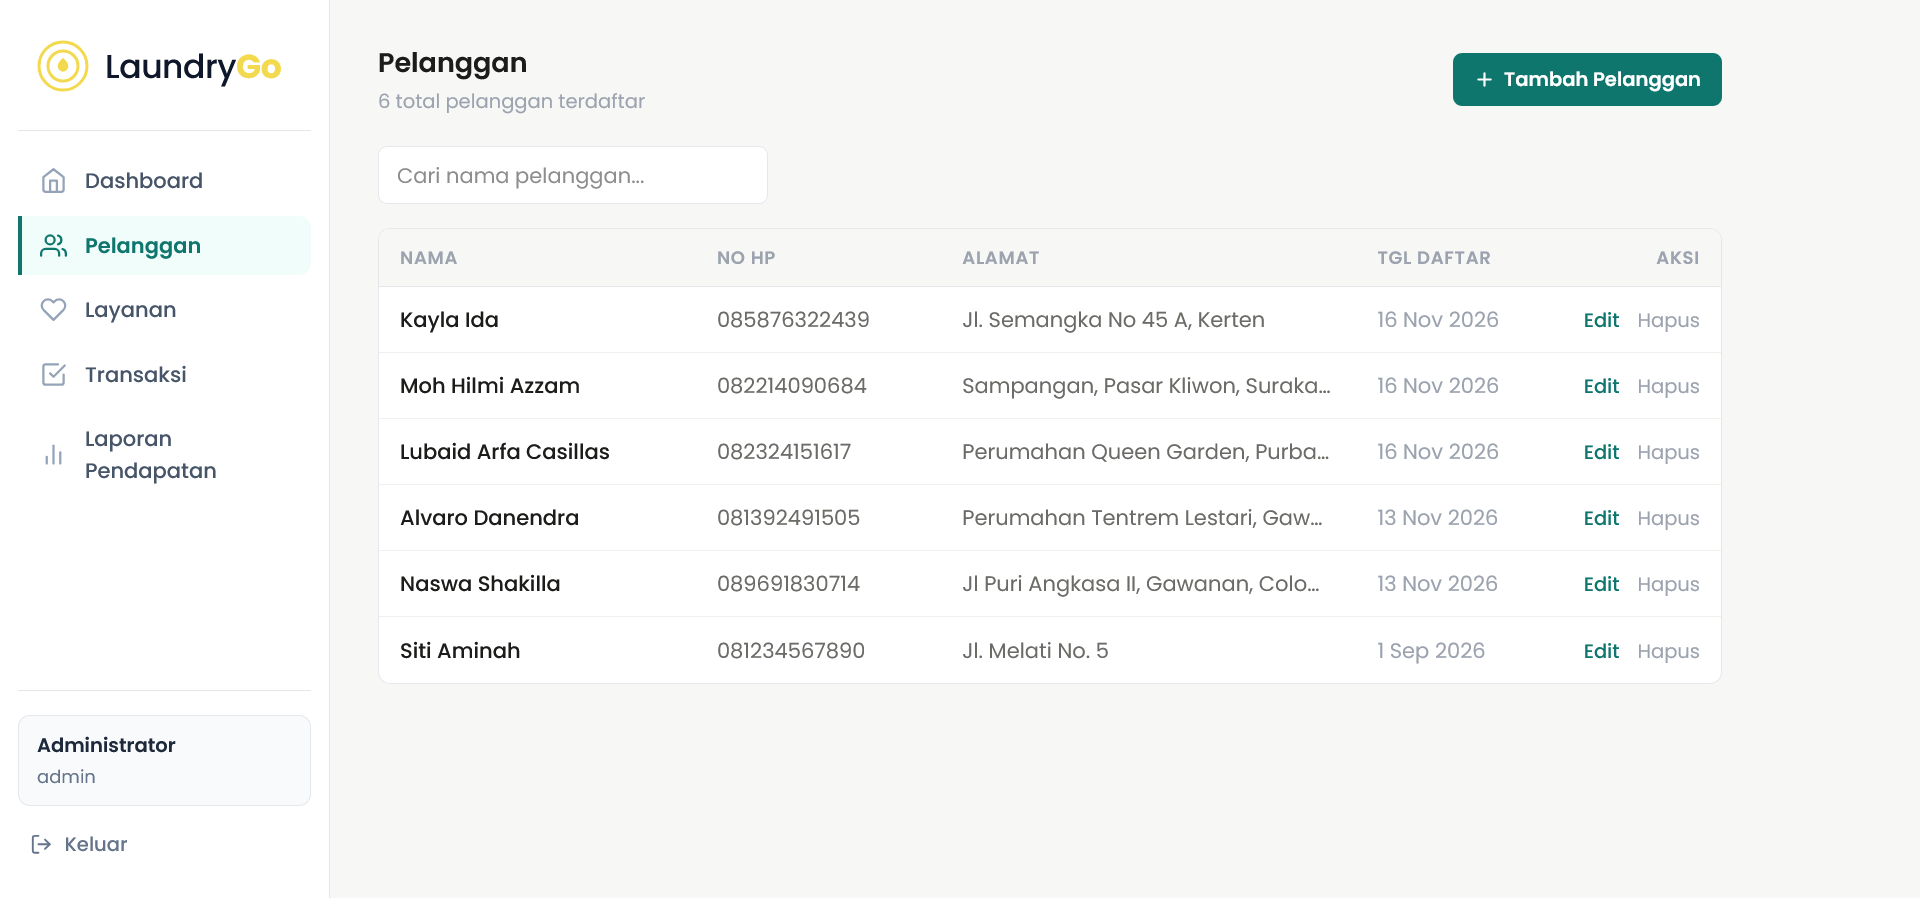 LaundryGo
Dashboard
Pelanggan
Layanan
Transaksi
Laporan
Pendapatan
Administrator
admin
Keluar
Pelanggan
6 total pelanggan terdaftar
+ Tambah Pelanggan
Cari nama pelanggan...
NAMA NO HP ALAMAT TGL DAFTAR AKSI
Kayla Ida 085876322439 Jl. Semangka No 45 A, Kerten 16 Nov 2026 Edit Hapus
Moh Hilmi Azzam 082214090684 Sampangan, Pasar Kliwon, Suraka... 16 Nov 2026 Edit Hapus
Lubaid Arfa Casillas 082324151617 Perumahan Queen Garden, Purba... 16 Nov 2026 Edit Hapus
Alvaro Danendra 081392491505 Perumahan Tentrem Lestari, Gaw... 13 Nov 2026 Edit Hapus
Naswa Shakilla 089691830714 Jl Puri Angkasa II, Gawanan, Colo... 13 Nov 2026 Edit Hapus
Siti Aminah 081234567890 Jl. Melati No. 5 1 Sep 2026 Edit Hapus